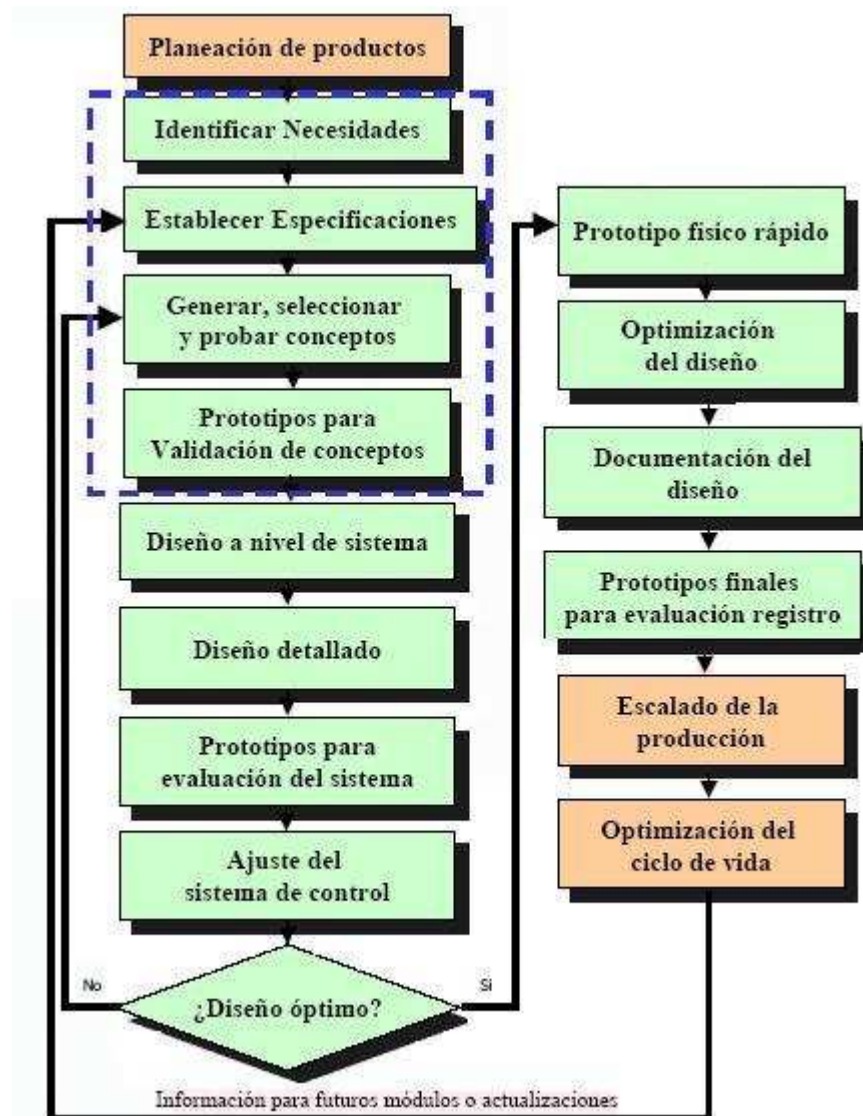 Planeación de productos
Identificar Necesidades
Establecer Especificaciones
Generar, seleccionar
y probar conceptos
Prototipos para
Validación de conceptos
Diseño a nivel de sistema
Diseño detallado
Prototipos para
evaluación del sistema
Ajuste del
sistema de control
¿Diseño óptimo?
No
Si
Prototipo físico rápido
Optimización
del diseño
Documentación del
diseño
Prototipos finales
para evaluación registro
Escalado de la
producción
Optimización del
ciclo de vida
Información para futuros módulos o actualizaciones